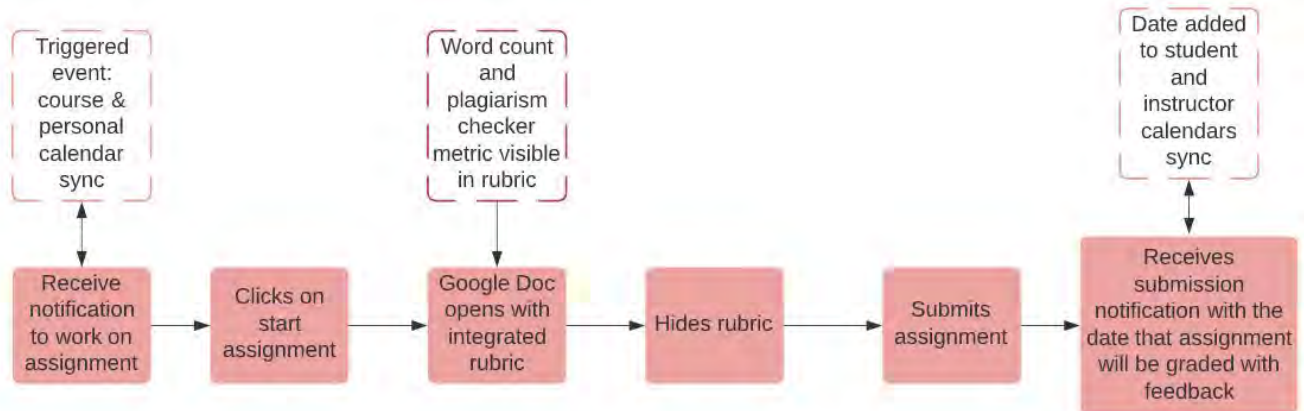 Triggered
event:
course &
personal
calendar
sync
Word count
and
plagiarism
checker
metric visible
in rubric
Date added
to student
and
instructor
calendars
sync
Receive
notification
to work on
assignment
Clicks on
start
assignment
Google Doc
opens with
integrated
rubric
Hides rubric
Submits
assignment
Receives
submission
notification with the
date that assignment
will be graded with
feedback